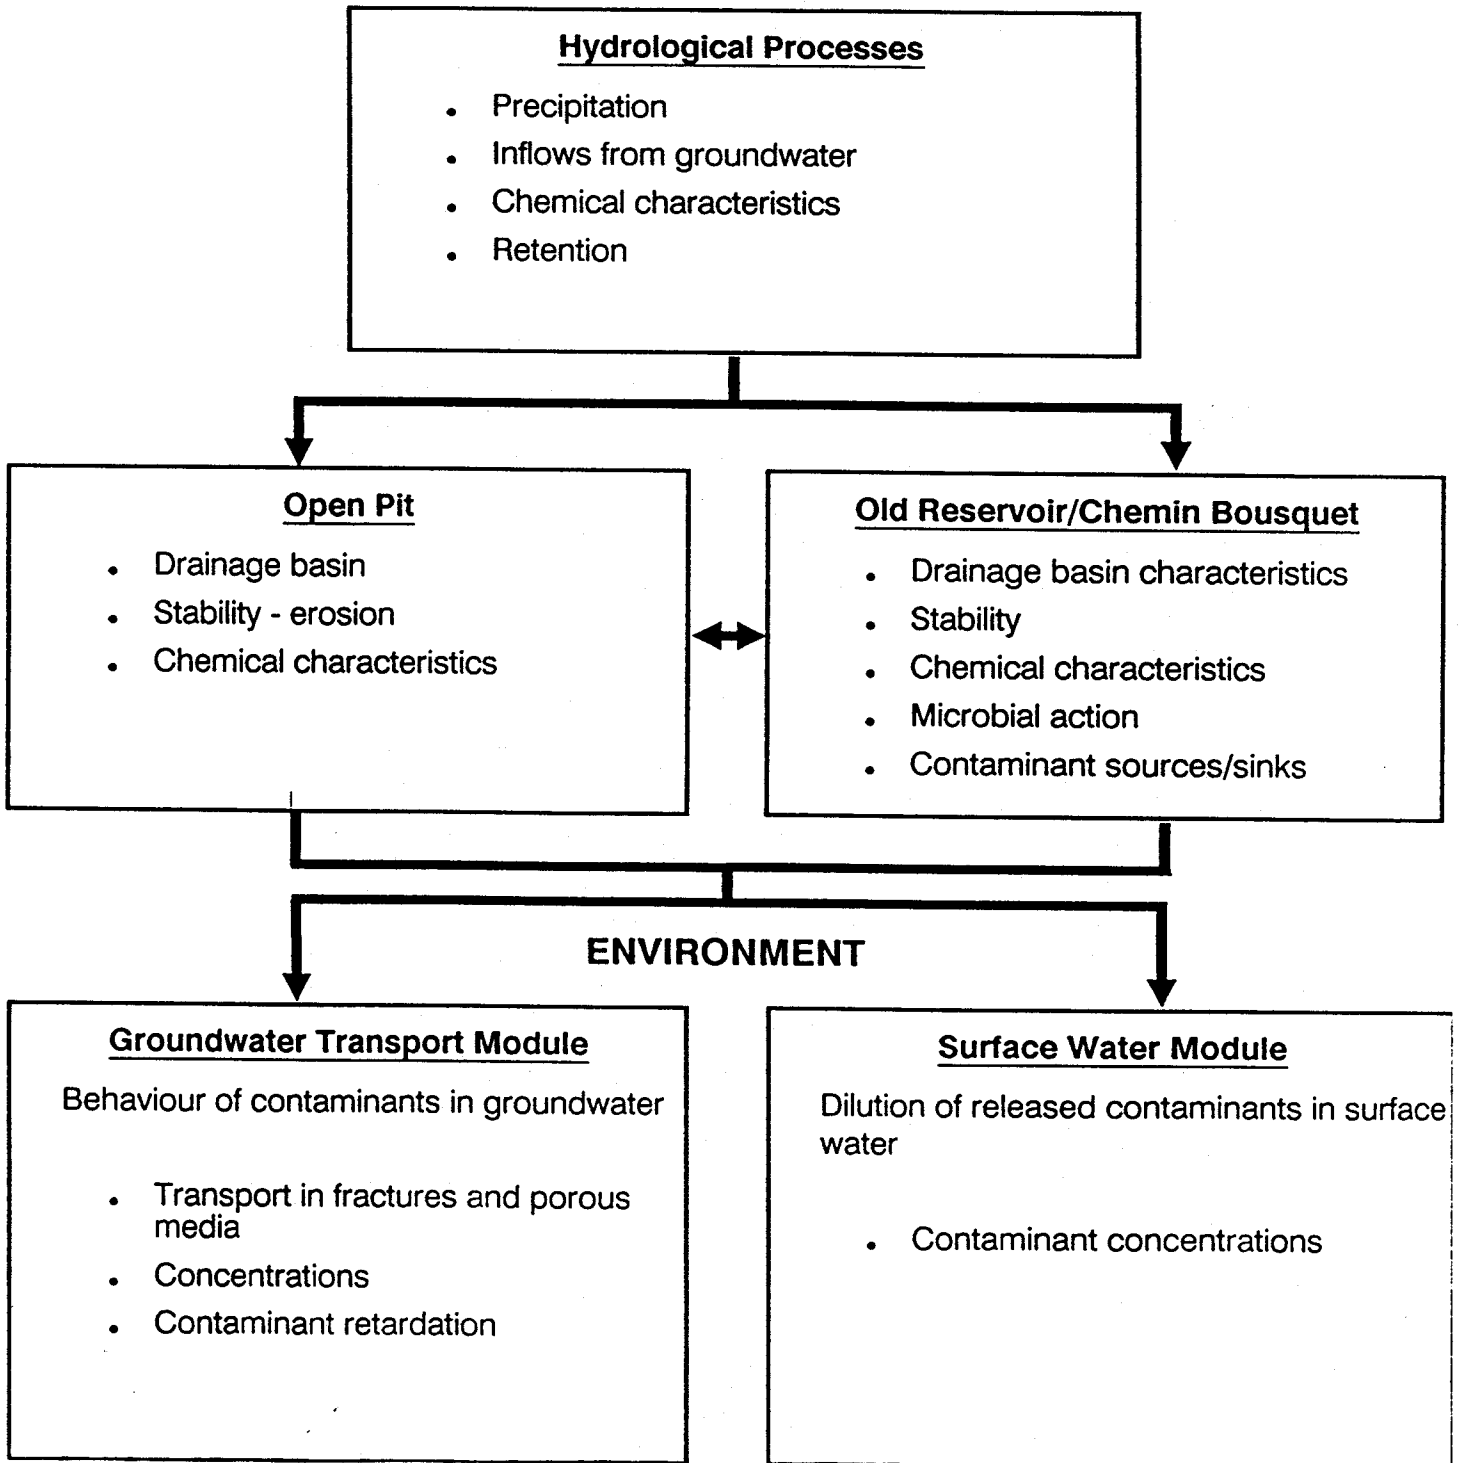 Hydrological Processes
• Precipitation
• Inflows from groundwater
• Chemical characteristics
• Retention
Open Pit
• Drainage basin
• Stability - erosion
• Chemical characteristics
Old Reservoir/Chemin Bousquet
• Drainage basin characteristics
• Stability
• Chemical characteristics
• Microbial action
• Contaminant sources/sinks
ENVIRONMENT
Groundwater Transport Module
Behaviour of contaminants in groundwater
• Transport in fractures and porous
media
• Concentrations
• Contaminant retardation
Surface Water Module
Dilution of released contaminants in surface
water
• Contaminant concentrations